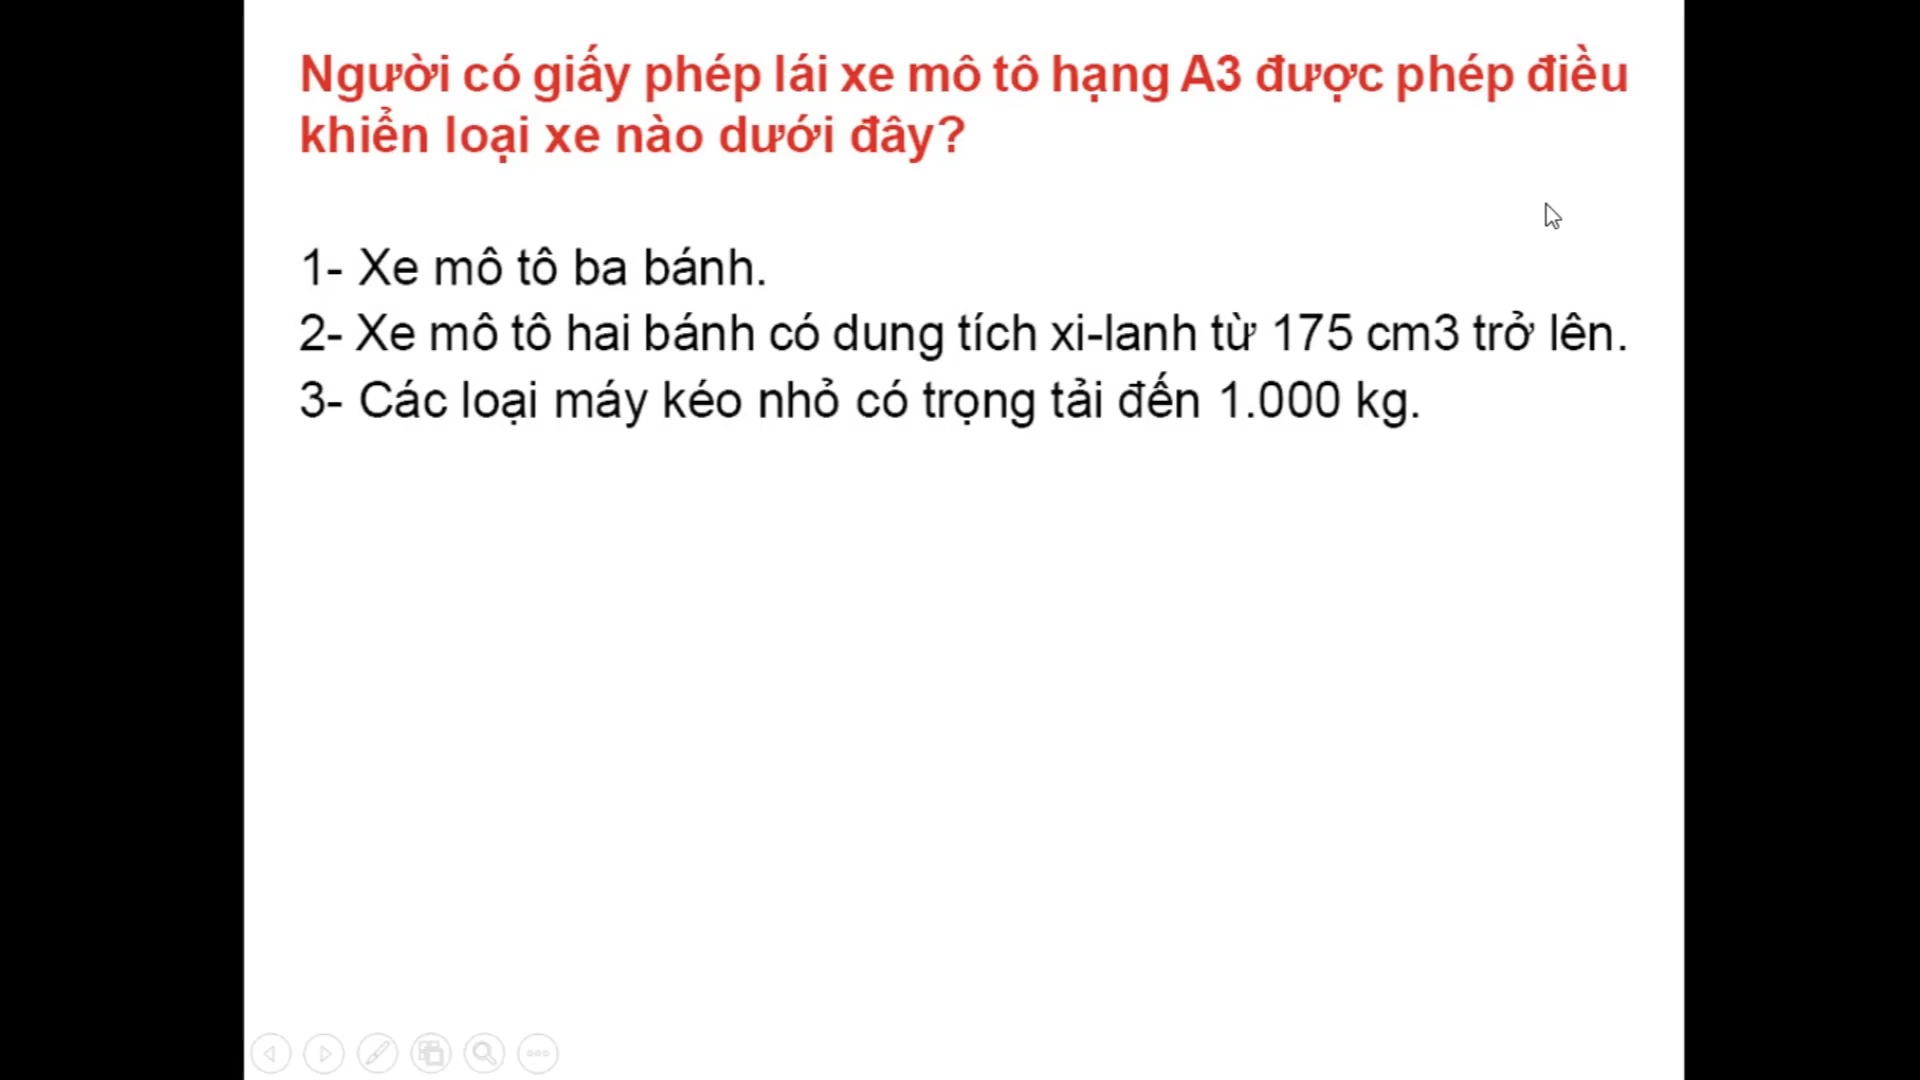 Người có giấy phép lái xe mô tô hạng A3 được phép điều
khiển loại xe nào dưới đây?
1- Xe mô tô ba bánh.
2- Xe mô tô hai bánh có dung tích xi-lanh từ 175 cm3 trở lên.
3- Các loại máy kéo nhỏ có trọng tải đến 1.000 kg.